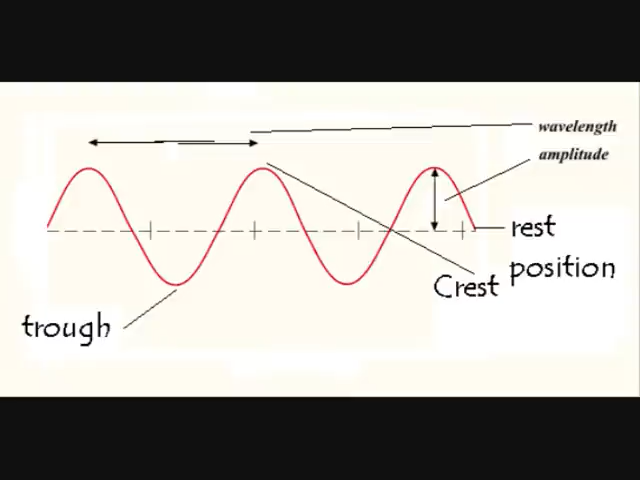 wavelength
amplitude
rest
position
Crest
trough